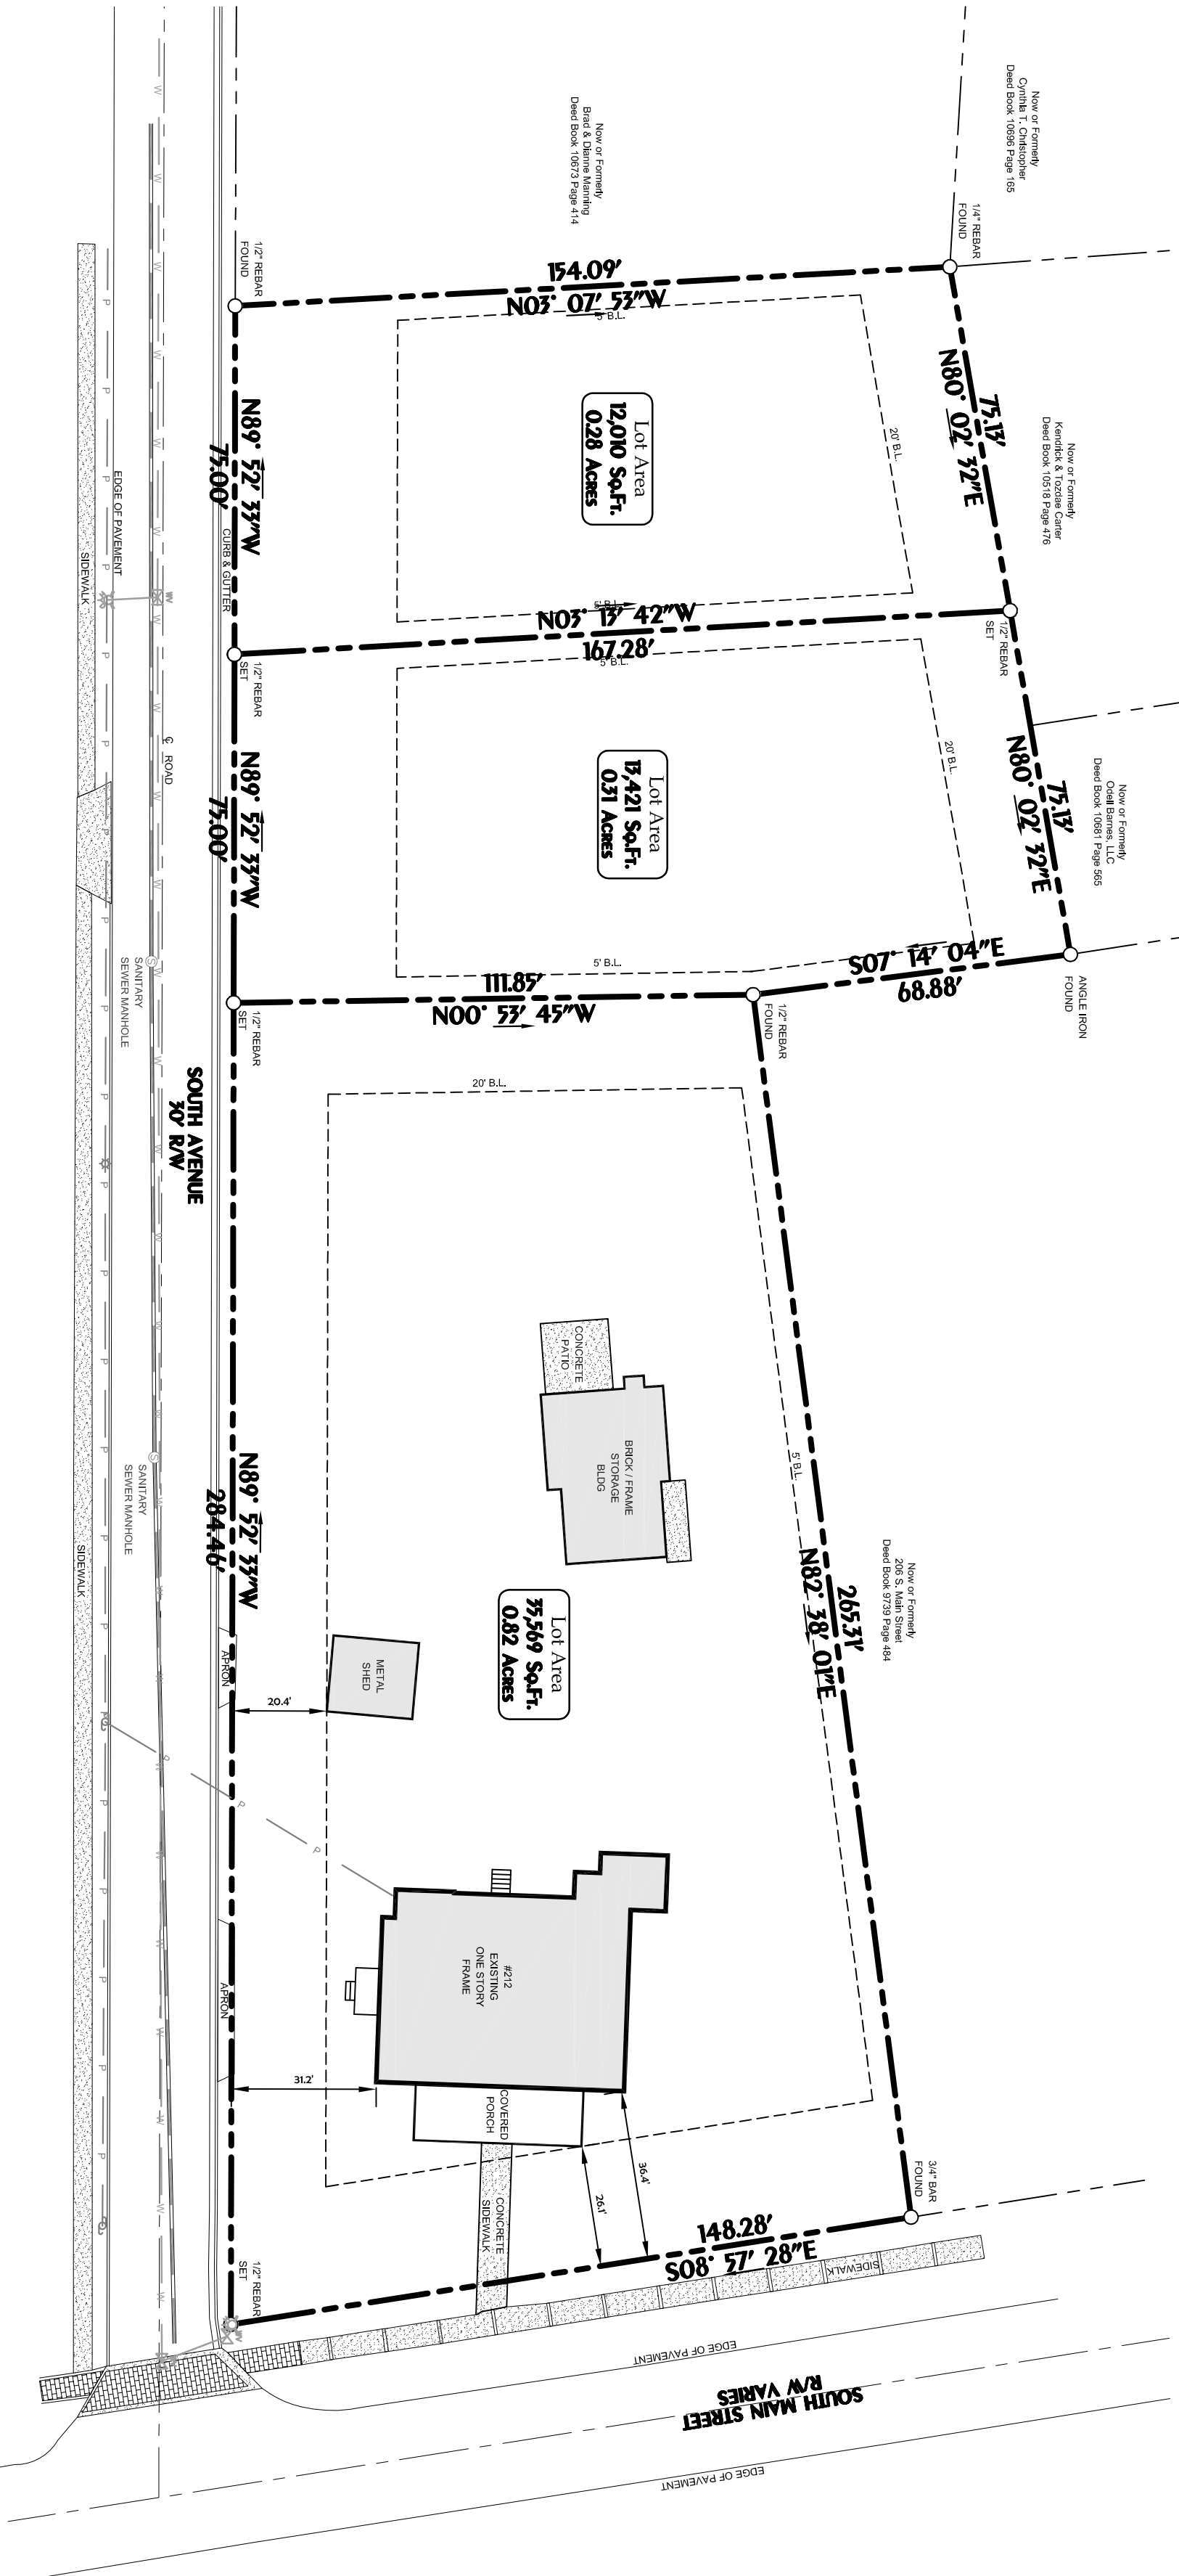 Now or Formerly
Cynthia T. Christopher
Deed Book 10696 Page 165
Now or Formerly
Brad & Dianne Manning
Deed Book 10673 Page 414
1/4" REBAR
FOUND
1/2" REBAR
FOUND
154.09'
N03° 07' 53"W
5' B.L.
75.13'
N80° 02' 32"E
Now or Formerly
Kendrick & Tozdae Carter
Deed Book 10518 Page 476
20' B.L.
Lot Area
12,010 Sq.Ft.
0.28 Acres
N89° 52' 33"W
75.00'
CURB & GUTTER
EDGE OF PAVEMENT
SIDEWALK
WV
5' B.L.
N03° 13' 42"W
167.28'
5' B.L.
1/2" REBAR
SET
1/2" REBAR
SET
75.13'
N80° 02' 32"E
Now or Formerly
Odell Barnes, LLC
Deed Book 10681 Page 565
20' B.L.
Lot Area
13,421 Sq.Ft.
0.31 Acres
N89° 52' 33"W
75.00'
℄ ROAD
5' B.L.
S07° 14' 04"E
68.88'
ANGLE IRON
FOUND
111.85'
N00° 53' 45"W
1/2" REBAR
FOUND
1/2" REBAR
SET
S
SANITARY
SEWER MANHOLE
SOUTH AVENUE
30' R/W
20' B.L.
CONCRETE
PATIO
BRICK / FRAME
STORAGE
BLDG
5' B.L.
265.31'
N82° 38' 01"E
Now or Formerly
206 S. Main Street
Deed Book 9739 Page 484
Lot Area
35,569 Sq.Ft.
0.82 Acres
N89° 52' 33"W
284.46'
S
SANITARY
SEWER MANHOLE
SIDEWALK
METAL
SHED
20.4'
APRON
P
P
P
#212
EXISTING
ONE STORY
FRAME
APRON
31.2'
COVERED
PORCH
CONCRETE
SIDEWALK
36.4'
26.1'
148.28'
S08° 57' 28"E
3/4" BAR
FOUND
1/2" REBAR
SET
SIDEWALK
EDGE OF PAVEMENT
SOUTH MAIN STREET
R/W VARIES
EDGE OF PAVEMENT